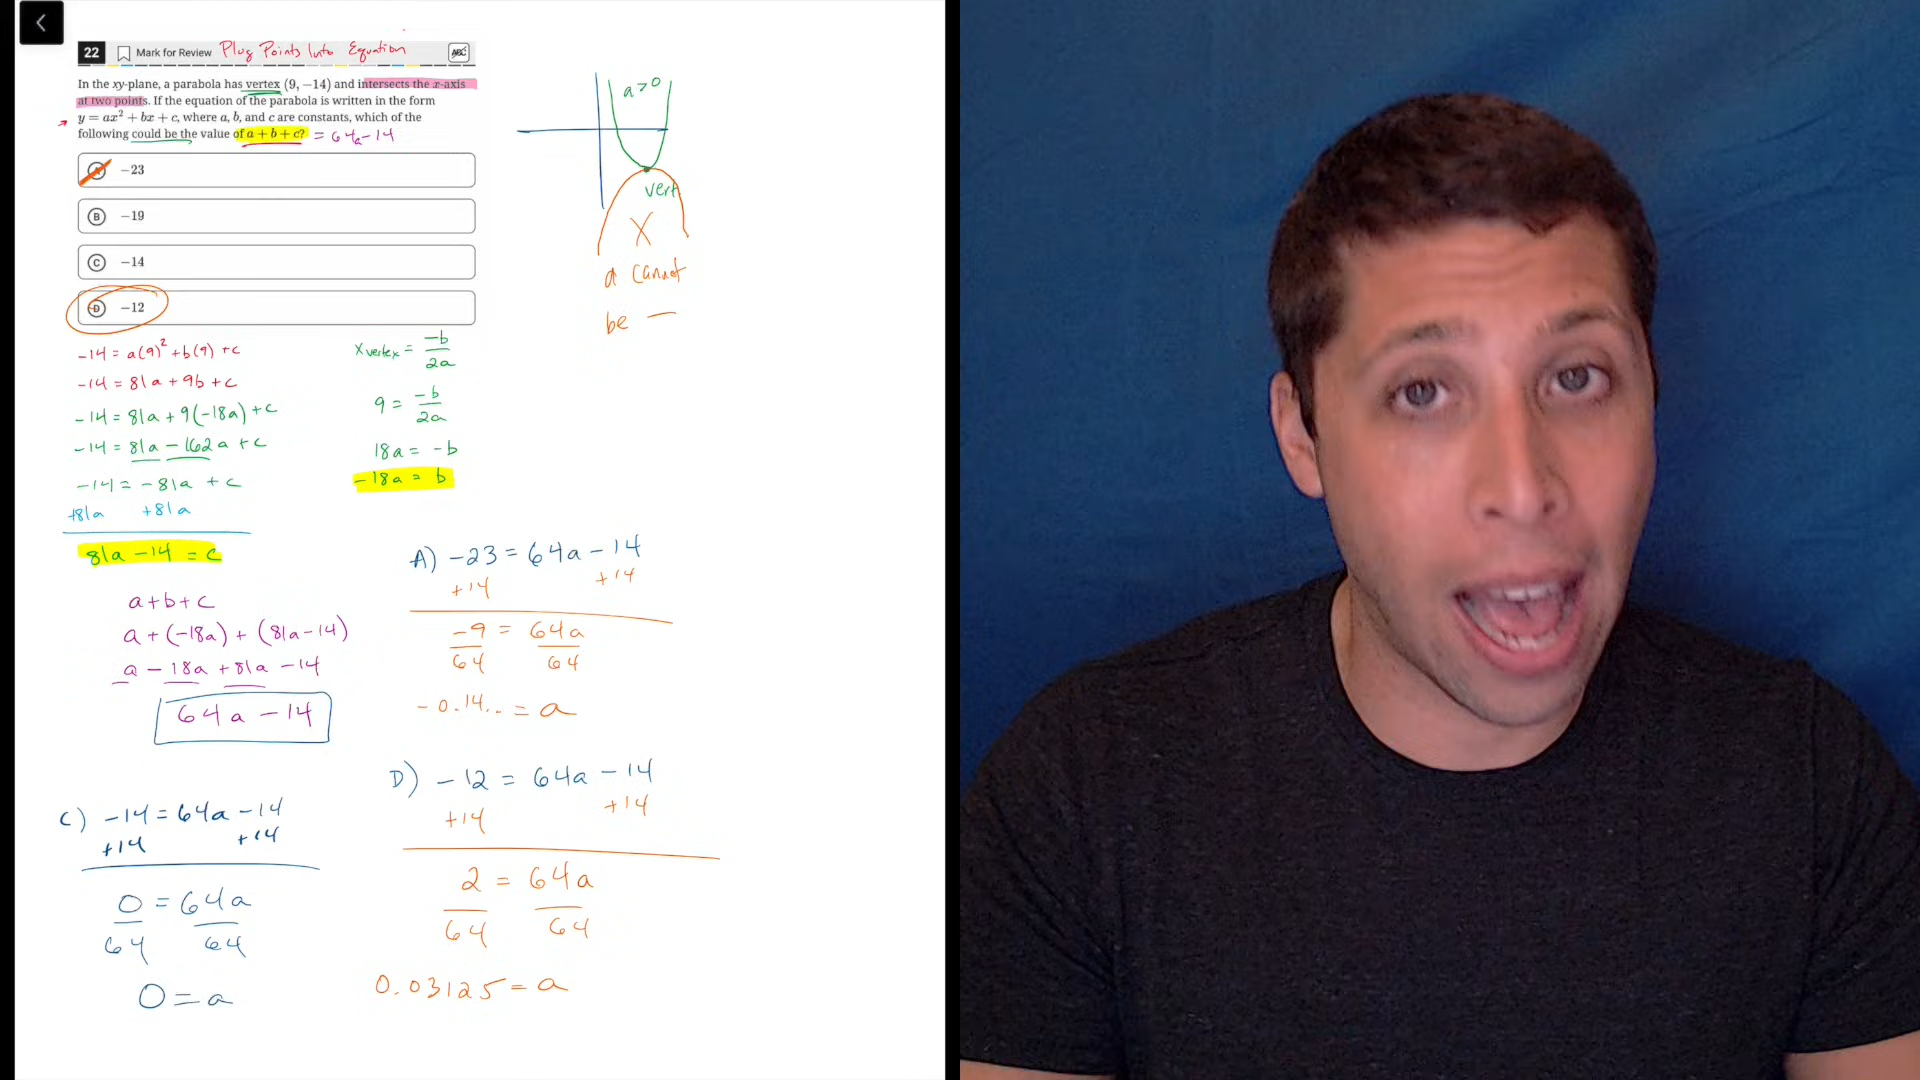 22 Mark for Review Plug Points Into Equation ABC
In the xy-plane, a parabola has vertex (9, −14) and intersects the x-axis
at two points. If the equation of the parabola is written in the form
y = ax² + bx + c, where a, b, and c are constants, which of the
following could be the value of a + b + c? = 64a − 14
A −23
B −19
C −14
D −12
a > 0
vert
X
a cannot
be —
-14 = a(9)² + b(9) + c
-14 = 81a + 9b + c
-14 = 81a + 9(-18a) + c
-14 = 81a - 162a + c
-14 = -81a + c
+81a +81a
81a - 14 = c
X vertex = -b / 2a
9 = -b / 2a
18a = -b
-18a = b
a + b + c
a + (-18a) + (81a - 14)
a - 18a + 81a - 14
64a - 14
A) -23 = 64a - 14
+14 +14
-9 = 64a
64 64
-0.14.. = a
C) -14 = 64a - 14
+14 +14
0 = 64a
64 64
0 = a
D) -12 = 64a - 14
+14 +14
2 = 64a
64 64
0.03125 = a